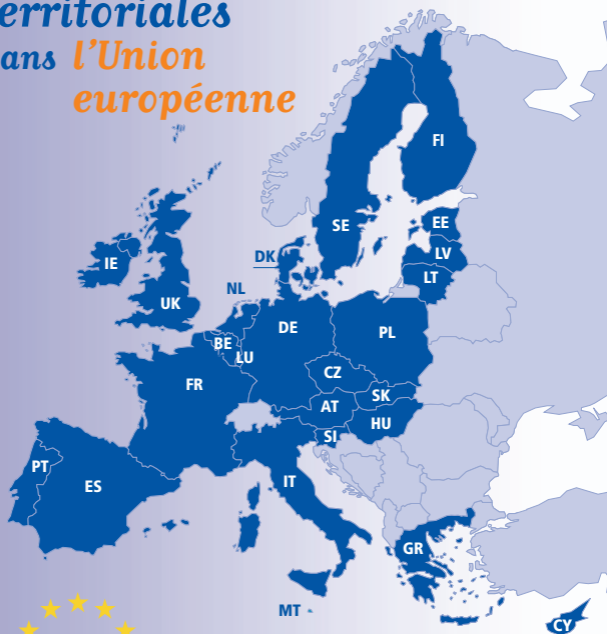 erritoriales
ans l'Union
européenne
FI
SE
EE
LV
LT
DK
IE
UK
NL
DE
PL
BE
LU
CZ
FR
SK
AT
HU
SI
PT
ES
IT
GR
MT
CY